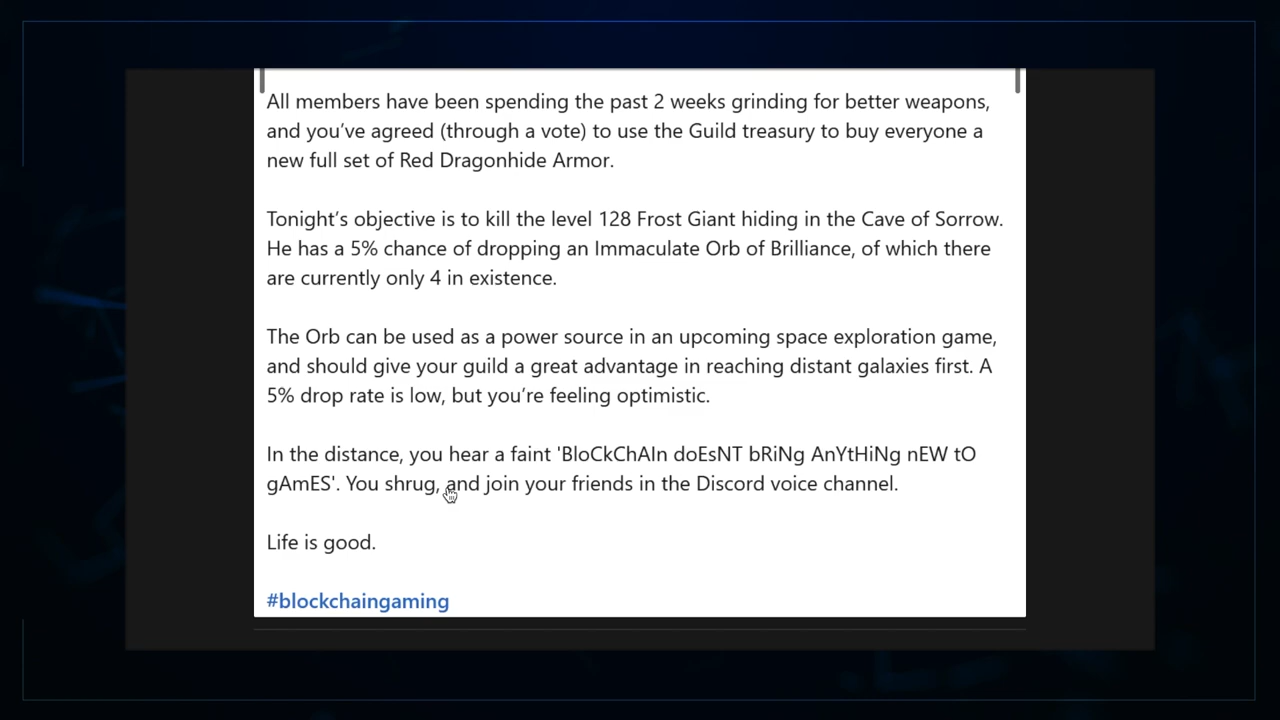 All members have been spending the past 2 weeks grinding for better weapons,
and you’ve agreed (through a vote) to use the Guild treasury to buy everyone a
new full set of Red Dragonhide Armor.
Tonight’s objective is to kill the level 128 Frost Giant hiding in the Cave of Sorrow.
He has a 5% chance of dropping an Immaculate Orb of Brilliance, of which there
are currently only 4 in existence.
The Orb can be used as a power source in an upcoming space exploration game,
and should give your guild a great advantage in reaching distant galaxies first. A
5% drop rate is low, but you’re feeling optimistic.
In the distance, you hear a faint 'BloCkChAIn doEsNT bRiNg AnYtHiNg nEW tO
gAmES'. You shrug, and join your friends in the Discord voice channel.
Life is good.
#blockchaingaming